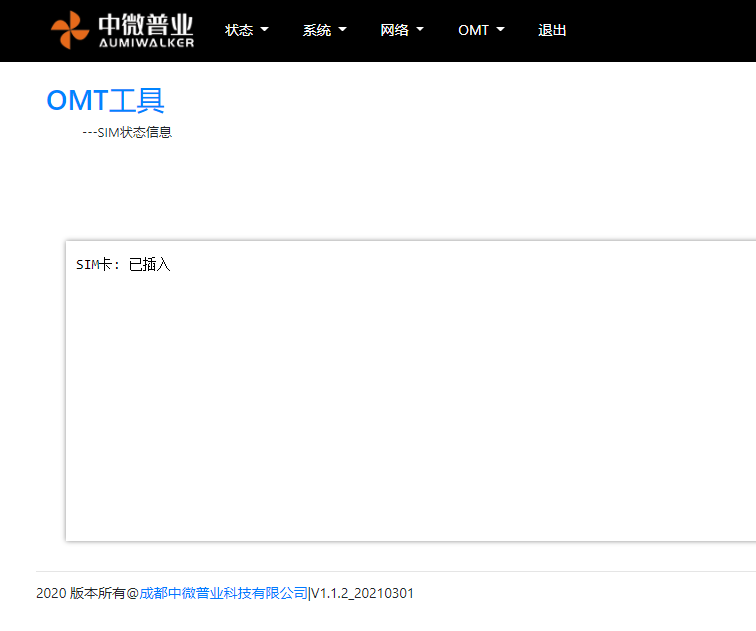 中微普业
AUMIWALKER
状态 系统 网络 OMT 退出
OMT工具
---SIM状态信息
SIM卡: 已插入
2020 版本所有@成都中微普业科技有限公司|V1.1.2_20210301